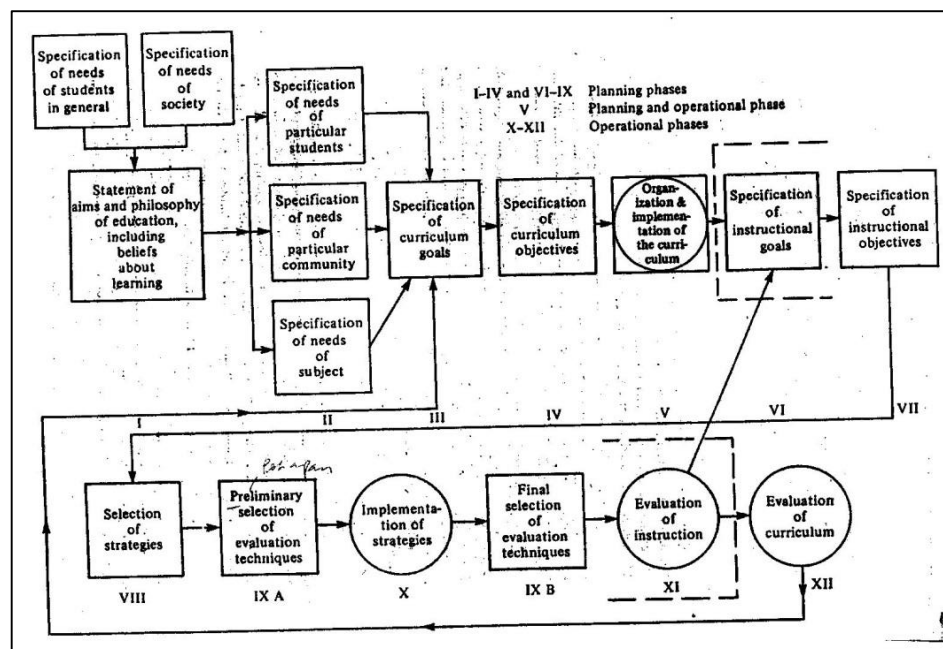 Specification
of needs
of students
in general
Specification
of needs
of
society
Statement of
aims and philosophy
of education,
including
beliefs
about
learning
Specification
of needs
of
particular
students
Specification
of needs
of
particular
community
Specification
of needs
of
subject
Specification
of curriculum
goals
Specification
of curriculum
objectives
I–IV and VI–IX Planning phases
V Planning and operational phase
X–XII Operational phases
Organ-
ization &
implemen-
tation of
the curri-
culum
Specification
of
instructional
goals
Specification
of
instructional
objectives
I
II
III
IV
V
VI
VII
Selection
of
strategies
VIII
Preliminary
selection
of
evaluation
techniques
IX A
Implementa-
tion of
strategies
X
Final
selection
of
evaluation
techniques
IX B
Evaluation
of
instruction
XI
Evaluation
of
curriculum
XII